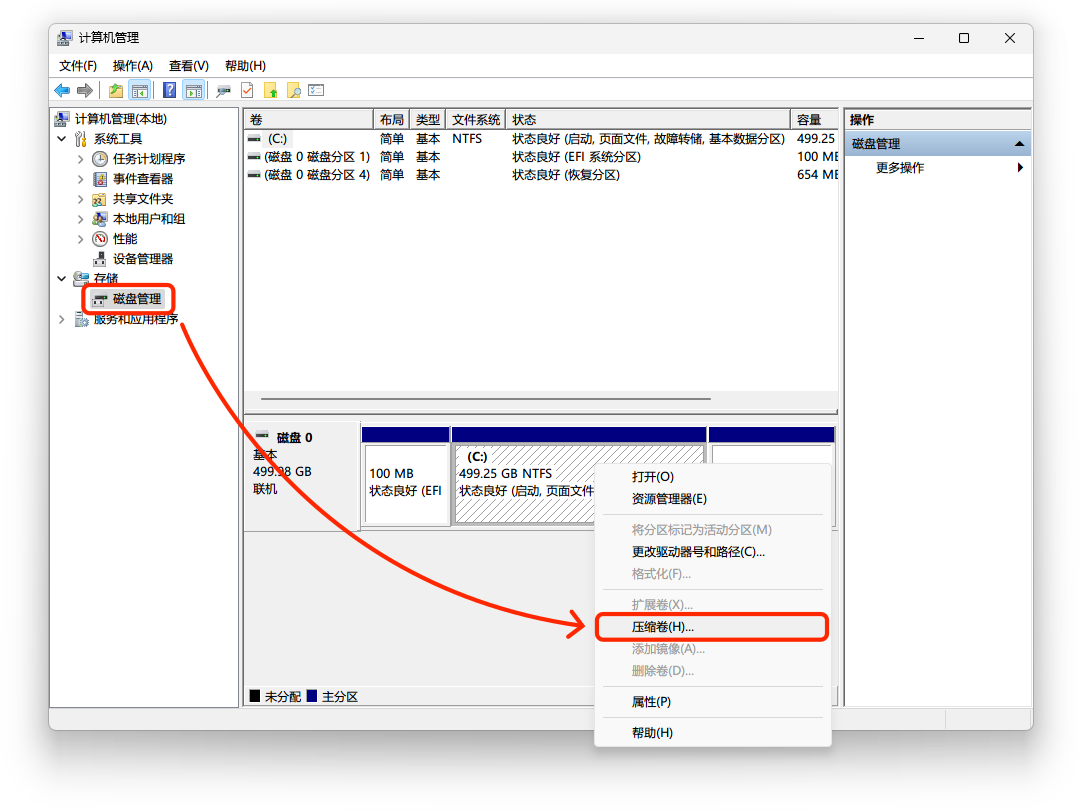 计算机管理
文件(F) 操作(A) 查看(V) 帮助(H)
计算机管理(本地)
系统工具
任务计划程序
事件查看器
共享文件夹
本地用户和组
性能
设备管理器
存储
磁盘管理
服务和应用程序
卷 布局 类型 文件系统 状态 容量
(C:) 简单 基本 NTFS 状态良好 (启动, 页面文件, 故障转储, 基本数据分区) 499.25
(磁盘 0 磁盘分区 1) 简单 基本 状态良好 (EFI 系统分区) 100 ME
(磁盘 0 磁盘分区 4) 简单 基本 状态良好 (恢复分区) 654 ME
磁盘 0
基本
499.98 GB
联机
100 MB
状态良好 (EFI
(C:)
499.25 GB NTFS
状态良好 (启动, 页面文件
未分配 主分区
打开(O)
资源管理器(E)
将分区标记为活动分区(M)
更改驱动器号和路径(C)...
格式化(F)...
扩展卷(X)...
压缩卷(H)...
添加镜像(A)...
删除卷(D)...
属性(P)
帮助(H)
操作
磁盘管理
更多操作